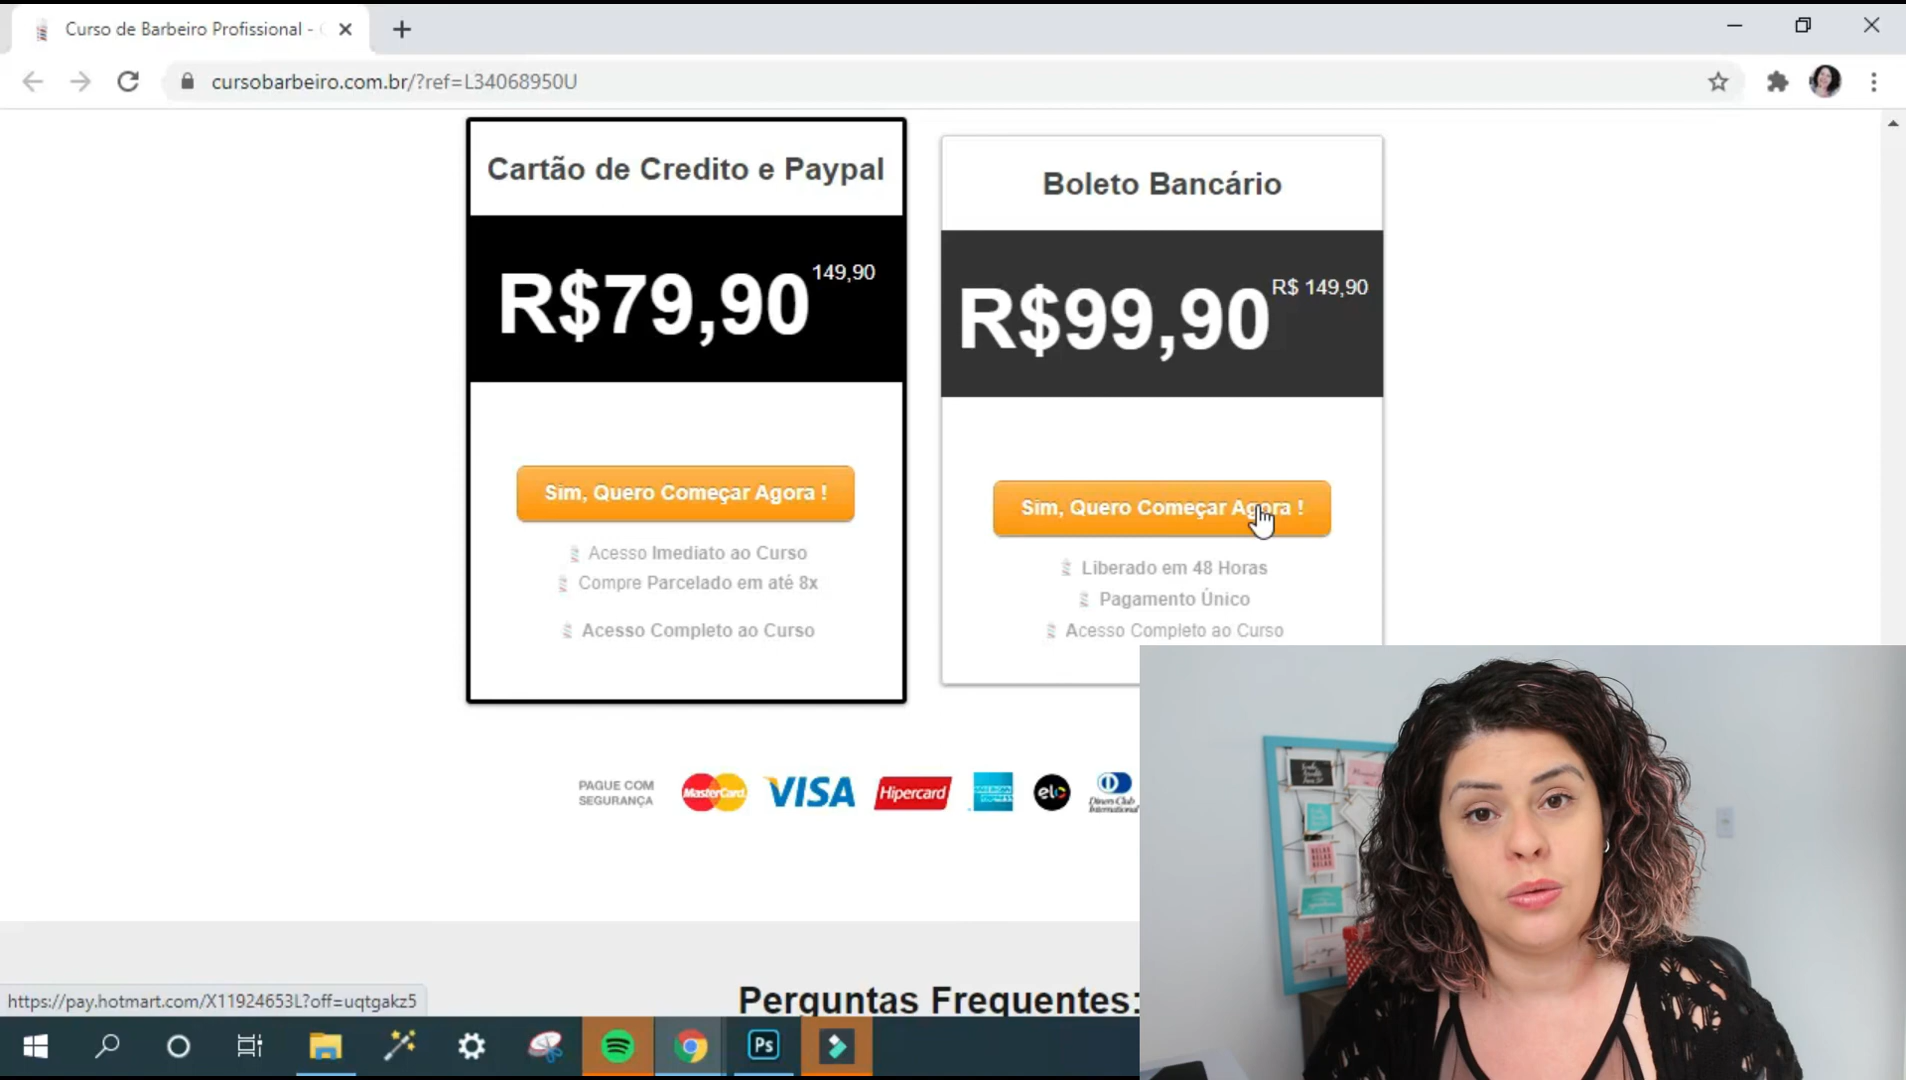 Curso de Barbeiro Profissional -
cursobarbeiro.com.br/?ref=L34068950U
Cartão de Credito e Paypal
R$79,90
149,90
Sim, Quero Começar Agora !
Acesso Imediato ao Curso
Compre Parcelado em até 8x
Acesso Completo ao Curso
Boleto Bancário
R$99,90
R$ 149,90
Sim, Quero Começar Agora !
Liberado em 48 Horas
Pagamento Único
Acesso Completo ao Curso
PAGUE COM
SEGURANÇA
MasterCard
VISA
Hipercard
AMERICAN
EXPRESS
elo
Diners Club
International
Perguntas Frequentes:
https://pay.hotmart.com/X11924653L?off=uqtgakz5
Ps